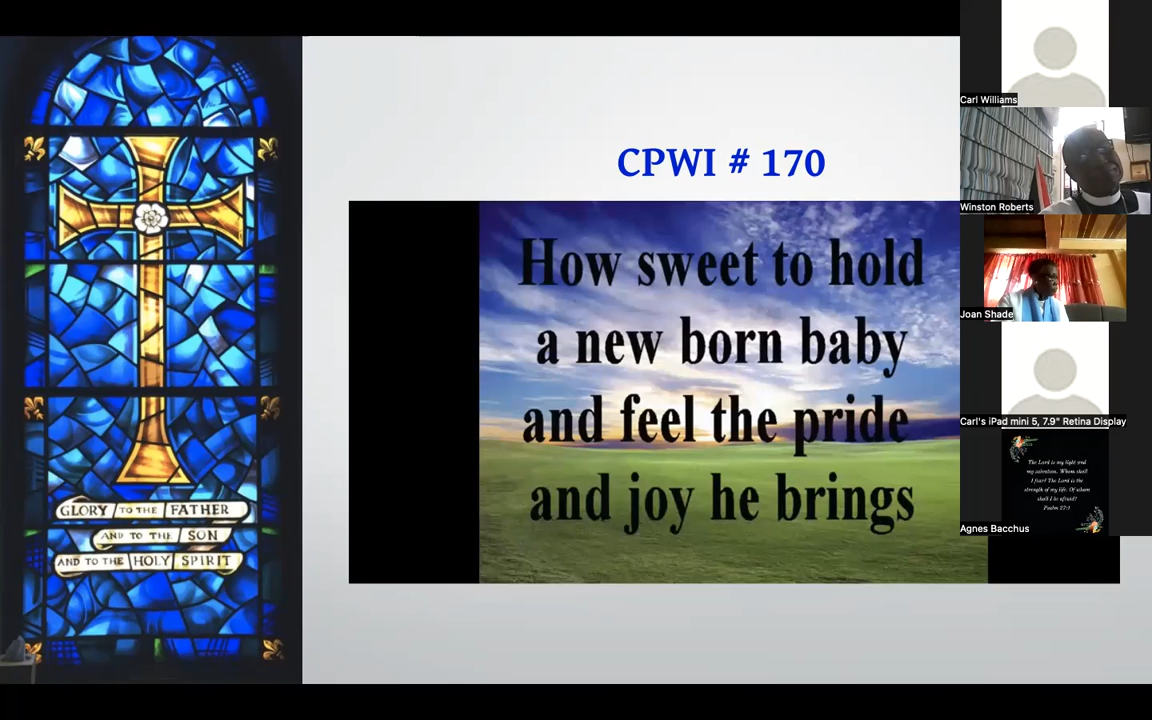 CPWI # 170
How sweet to hold
a new born baby
and feel the pride
and joy he brings
GLORY TO THE FATHER
AND TO THE SON
AND TO THE HOLY SPIRIT
Carl Williams
Winston Roberts
Joan Shade
Carl's iPad mini 5, 7.9" Retina Display
The Lord is my light and
my salvation. Whom shall
I fear? The Lord is the
strength of my life. Of whom
shall I be afraid?
Psalm 27:1
Agnes Bacchus